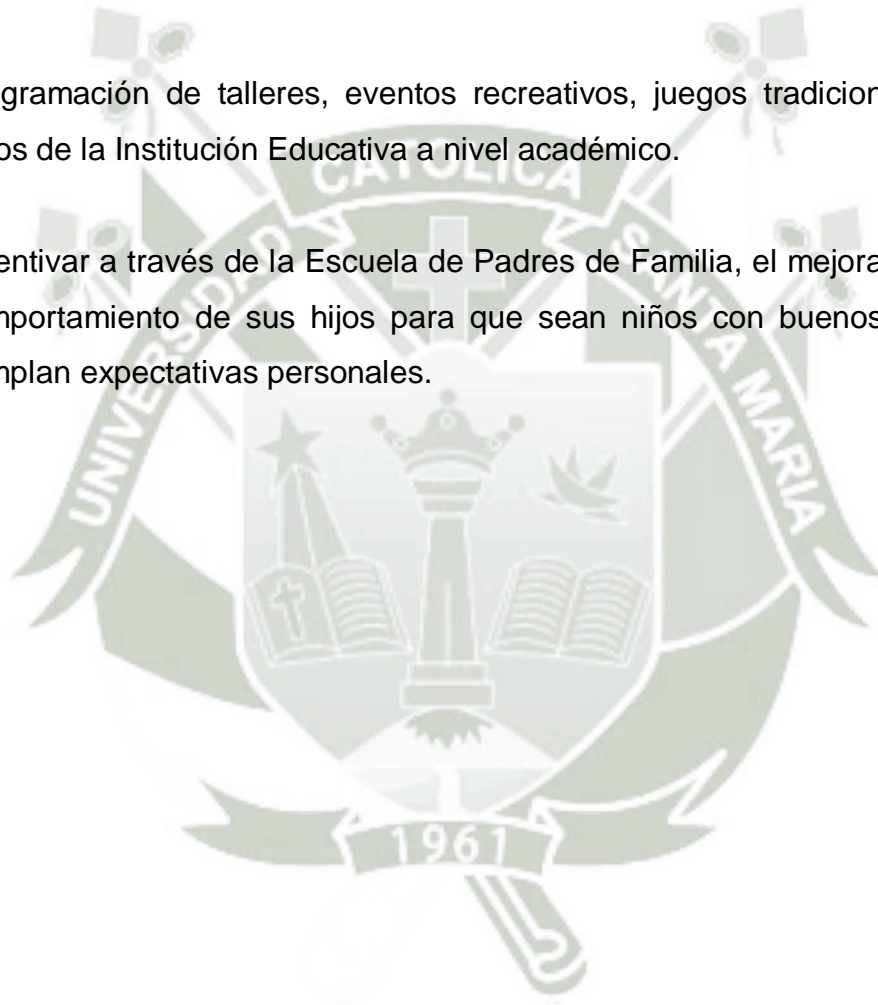 gramación de talleres, eventos recreativos, juegos tradicion
os de la Institución Educativa a nivel académico.
entivar a través de la Escuela de Padres de Familia, el mejora
mportamiento de sus hijos para que sean niños con buenos
mplan expectativas personales.
UNIVERSIDAD CATOLICA SANTA MARIA
1961